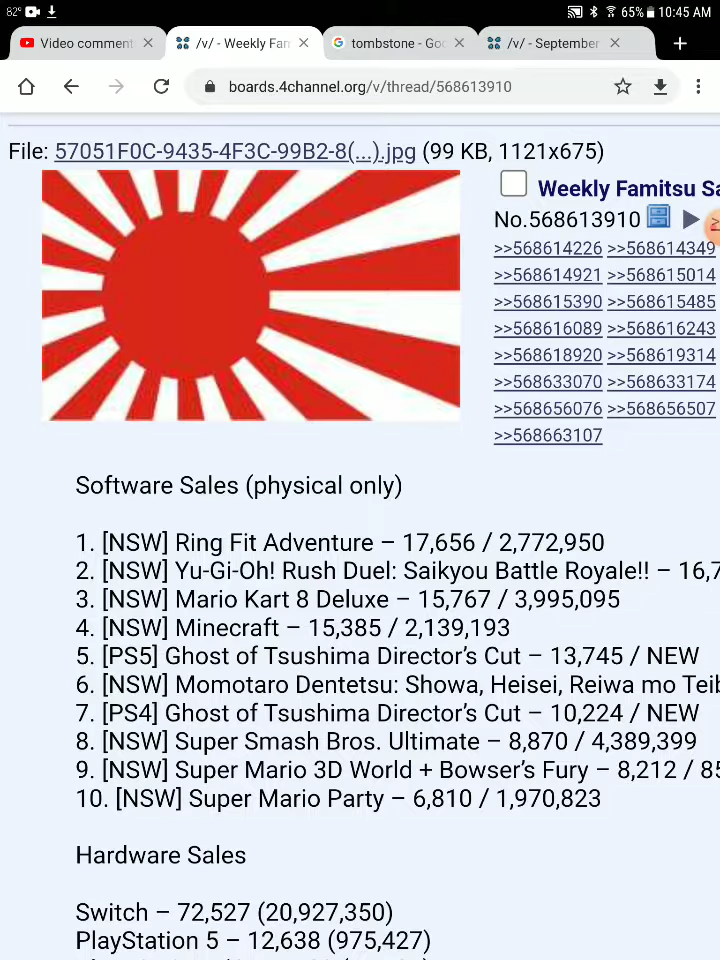 82° 65% 10:45 AM
Video comment /v/ - Weekly Fam tombstone - Goo /v/ - September
boards.4channel.org/v/thread/568613910
File: 57051F0C-9435-4F3C-99B2-8(...).jpg (99 KB, 1121x675)
Weekly Famitsu Sa
No.568613910
>>568614226 >>568614349
>>568614921 >>568615014
>>568615390 >>568615485
>>568616089 >>568616243
>>568618920 >>568619314
>>568633070 >>568633174
>>568656076 >>568656507
>>568663107
Software Sales (physical only)
1. [NSW] Ring Fit Adventure – 17,656 / 2,772,950
2. [NSW] Yu-Gi-Oh! Rush Duel: Saikyou Battle Royale!! – 16,7
3. [NSW] Mario Kart 8 Deluxe – 15,767 / 3,995,095
4. [NSW] Minecraft – 15,385 / 2,139,193
5. [PS5] Ghost of Tsushima Director’s Cut – 13,745 / NEW
6. [NSW] Momotaro Dentetsu: Showa, Heisei, Reiwa mo Teib
7. [PS4] Ghost of Tsushima Director’s Cut – 10,224 / NEW
8. [NSW] Super Smash Bros. Ultimate – 8,870 / 4,389,399
9. [NSW] Super Mario 3D World + Bowser’s Fury – 8,212 / 85
10. [NSW] Super Mario Party – 6,810 / 1,970,823
Hardware Sales
Switch – 72,527 (20,927,350)
PlayStation 5 – 12,638 (975,427)